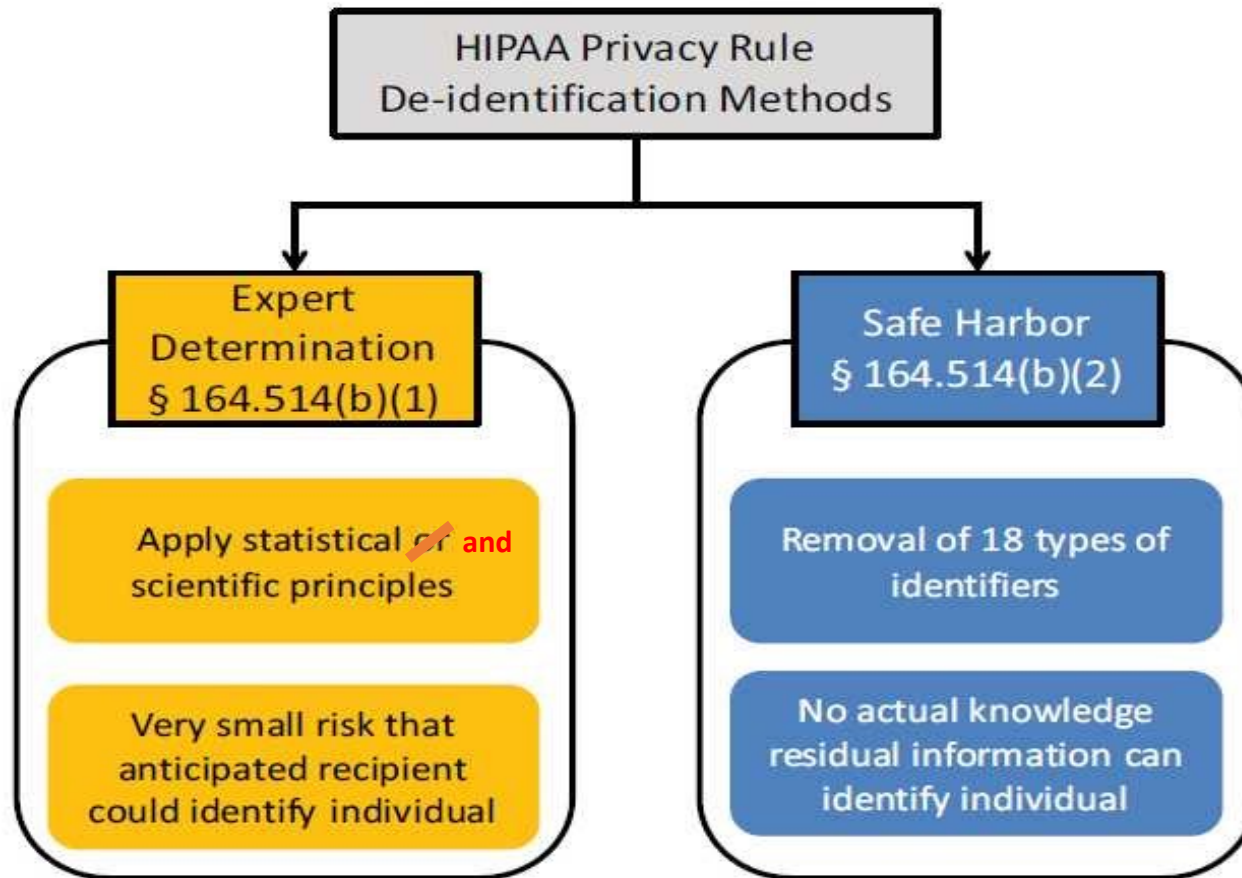 HIPAA Privacy Rule
De-identification Methods
Expert
Determination
§ 164.514(b)(1)
Apply statistical or and
scientific principles
Very small risk that
anticipated recipient
could identify individual
Safe Harbor
§ 164.514(b)(2)
Removal of 18 types of
identifiers
No actual knowledge
residual information can
identify individual